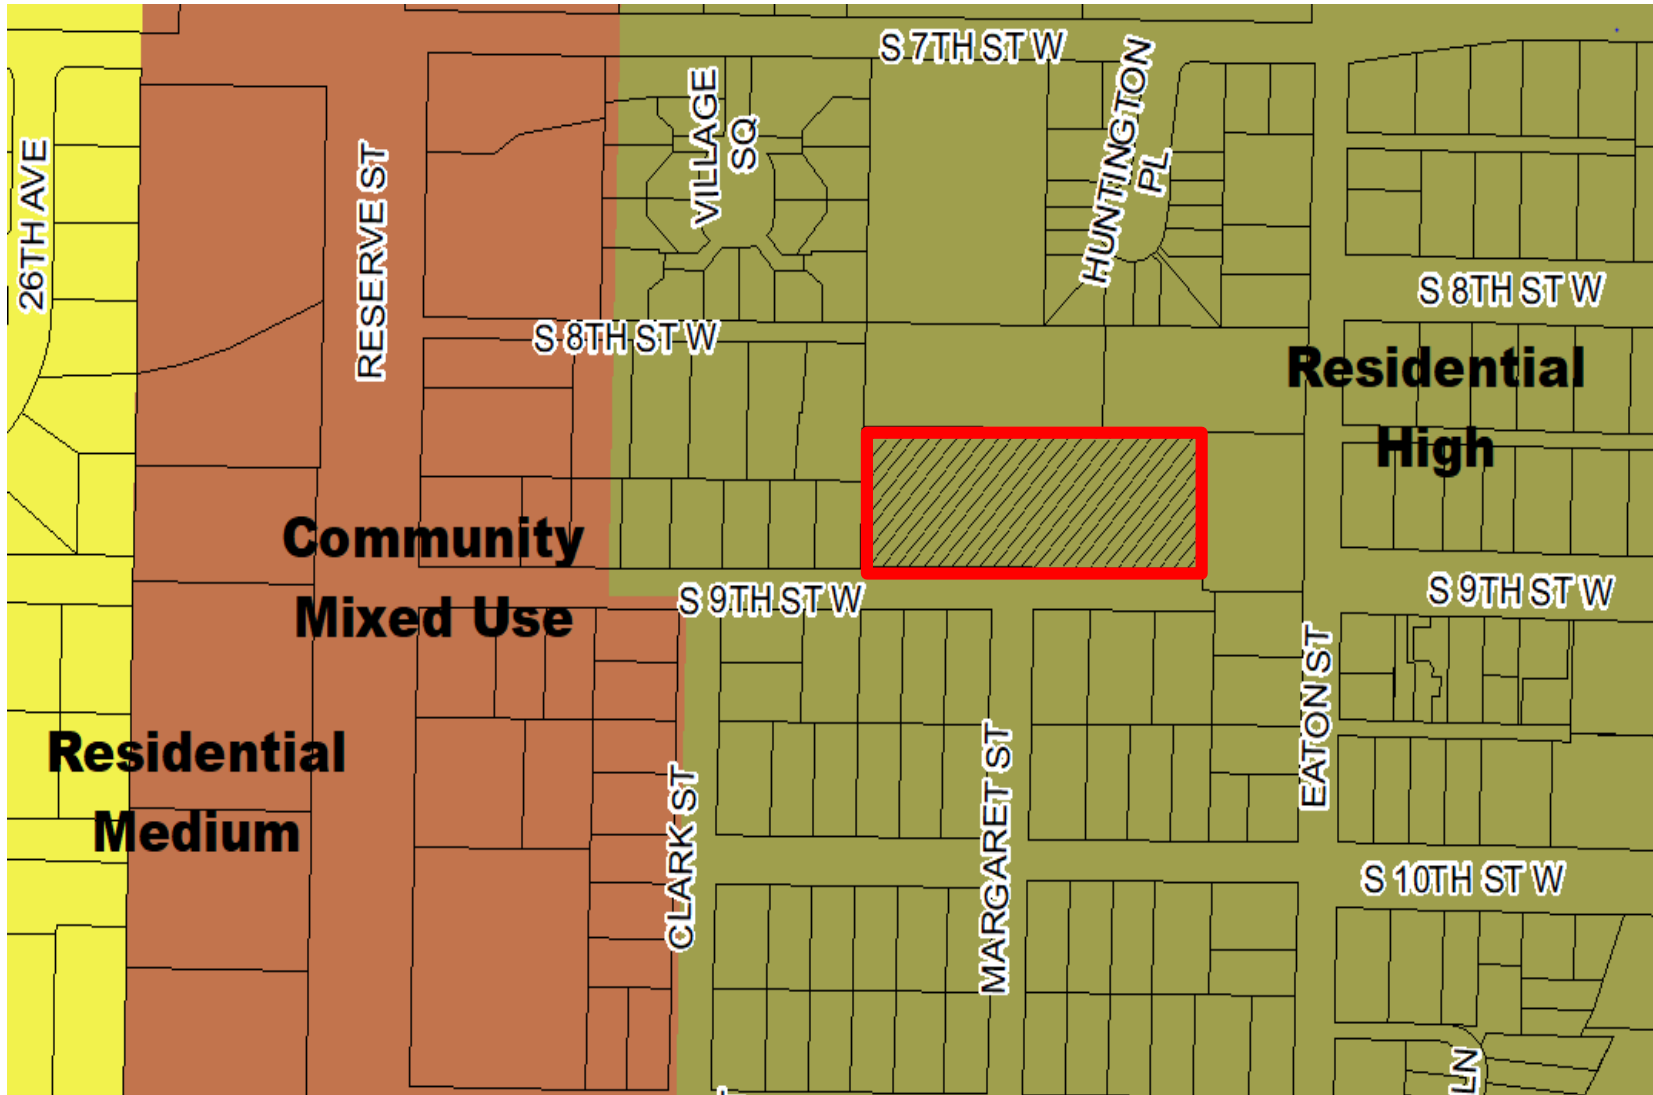 S 7TH ST W
VILLAGE
SQ
HUNTINGTON
PL
26TH AVE
RESERVE ST
S 8TH ST W
S 8TH ST W
Residential
High
Community
Mixed Use
S 9TH ST W
S 9TH ST W
EATON ST
Residential
Medium
CLARK ST
MARGARET ST
S 10TH ST W
LN